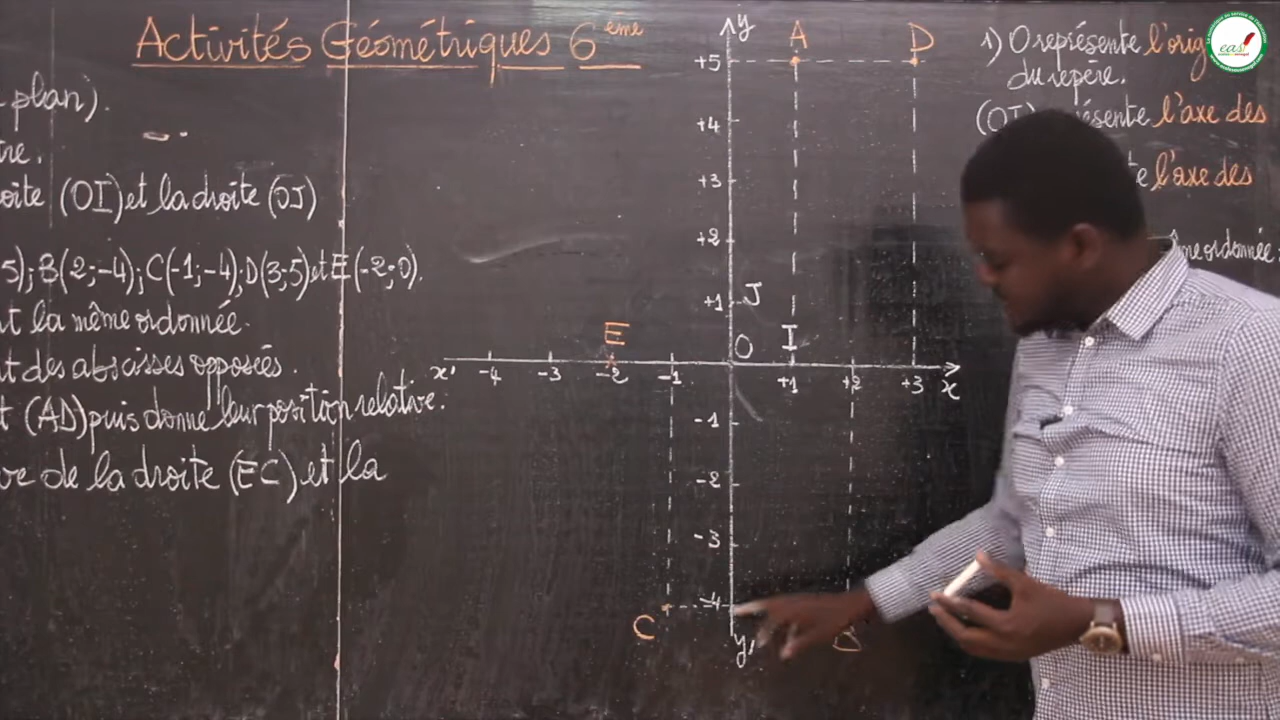 Activités Géométriques 6ème
plan).
oite (OI) et la droite (OJ)
5); B(2;-4); C(-1;-4); D(3;5) et E(-2;0).
t la même ordonnée.
t des abscisses opposées.
t (AD) puis donne leur position relative.
ve de la droite (EC) et la
y
A
D
+5
+4
+3
+2
+1
J
E
O
I
x'
-4
-3
-2
-1
+1
+2
+3
x
-1
-2
-3
-4
C
y'
1) O représente l'orig
du repère.
(OI) l'axe des
l'axe des
ordonnée
eas